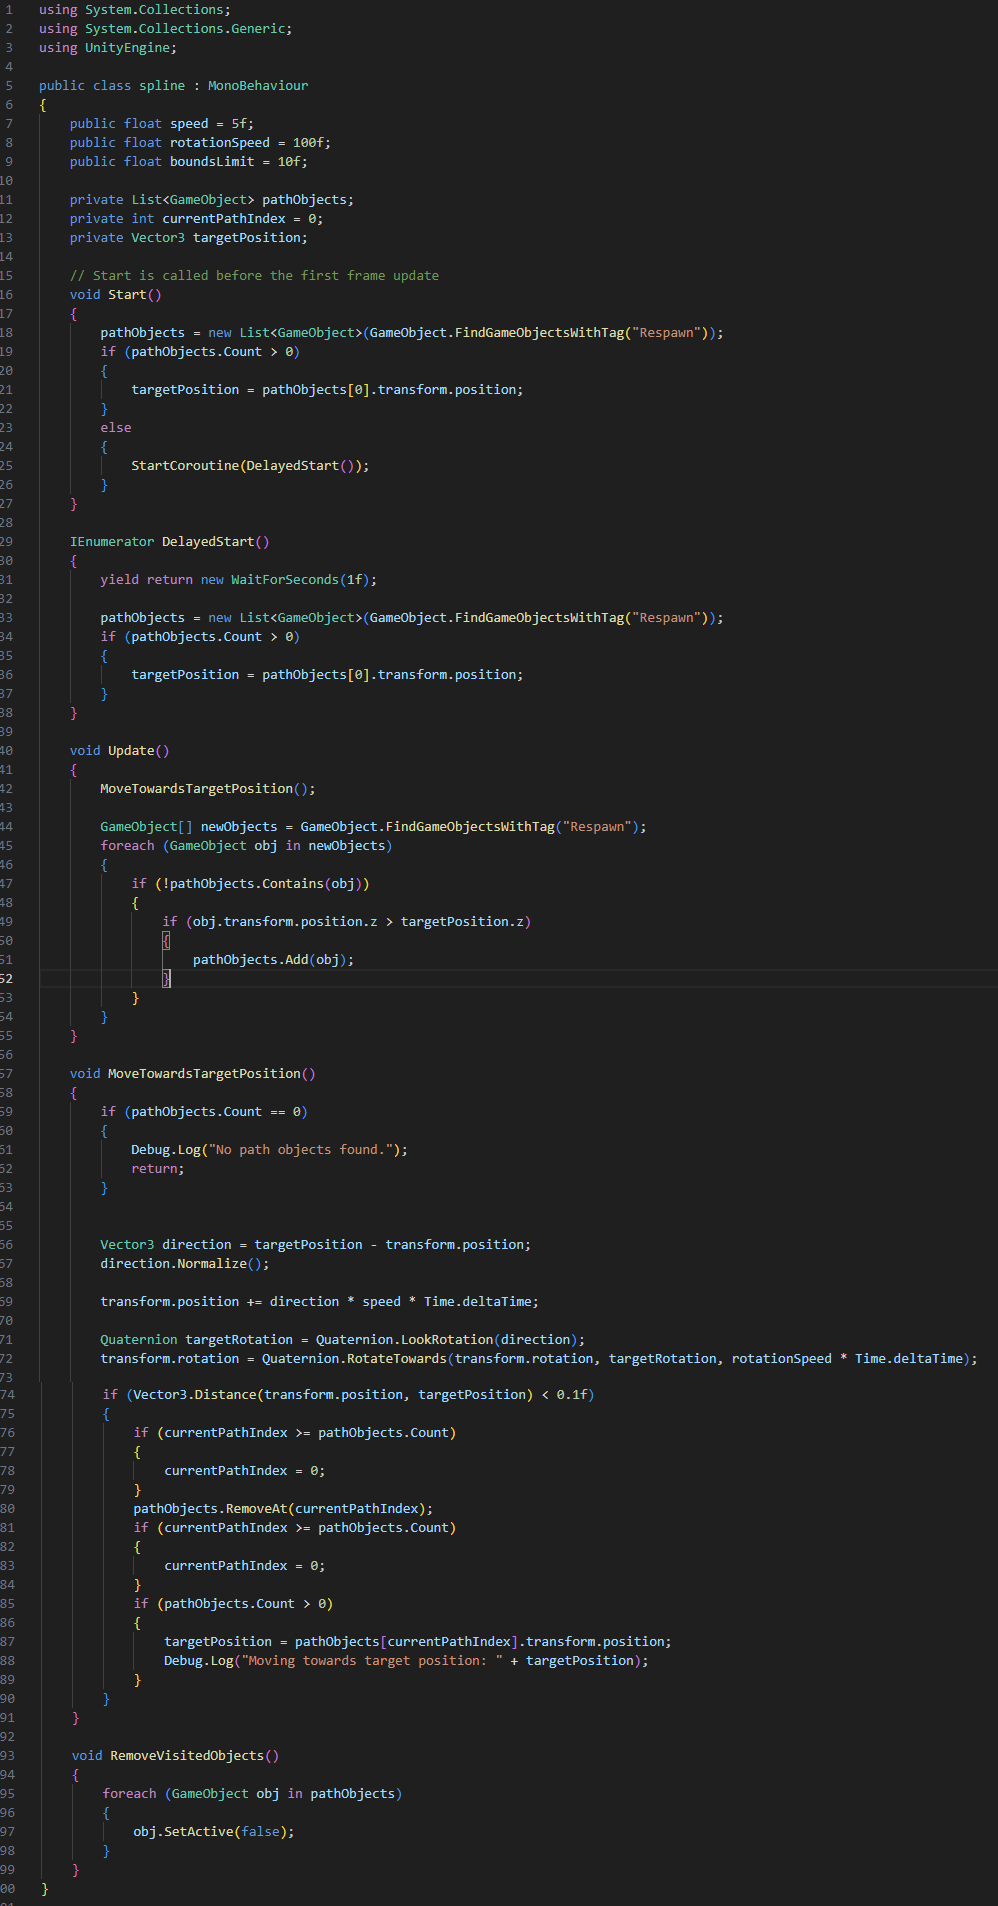 1 using System.Collections;
2 using System.Collections.Generic;
3 using UnityEngine;
4
5 public class spline : MonoBehaviour
6 {
7 public float speed = 5f;
8 public float rotationSpeed = 100f;
9 public float boundsLimit = 10f;
10
11 private List<GameObject> pathObjects;
12 private int currentPathIndex = 0;
13 private Vector3 targetPosition;
14
15 // Start is called before the first frame update
16 void Start()
17 {
18 pathObjects = new List<GameObject>(GameObject.FindGameObjectsWithTag("Respawn"));
19 if (pathObjects.Count > 0)
20 {
21 targetPosition = pathObjects[0].transform.position;
22 }
23 else
24 {
25 StartCoroutine(DelayedStart());
26 }
27 }
28
29 IEnumerator DelayedStart()
30 {
31 yield return new WaitForSeconds(1f);
32
33 pathObjects = new List<GameObject>(GameObject.FindGameObjectsWithTag("Respawn"));
34 if (pathObjects.Count > 0)
35 {
36 targetPosition = pathObjects[0].transform.position;
37 }
38 }
39
40 void Update()
41 {
42 MoveTowardsTargetPosition();
43
44 GameObject[] newObjects = GameObject.FindGameObjectsWithTag("Respawn");
45 foreach (GameObject obj in newObjects)
46 {
47 if (!pathObjects.Contains(obj))
48 {
49 if (obj.transform.position.z > targetPosition.z)
50 {
51 pathObjects.Add(obj);
52 }
53 }
54 }
55 }
56
57 void MoveTowardsTargetPosition()
58 {
59 if (pathObjects.Count == 0)
60 {
61 Debug.Log("No path objects found.");
62 return;
63 }
64
65
66 Vector3 direction = targetPosition - transform.position;
67 direction.Normalize();
68
69 transform.position += direction * speed * Time.deltaTime;
70
71 Quaternion targetRotation = Quaternion.LookRotation(direction);
72 transform.rotation = Quaternion.RotateTowards(transform.rotation, targetRotation, rotationSpeed * Time.deltaTime);
73
74 if (Vector3.Distance(transform.position, targetPosition) < 0.1f)
75 {
76 if (currentPathIndex >= pathObjects.Count)
77 {
78 currentPathIndex = 0;
79 }
80 pathObjects.RemoveAt(currentPathIndex);
81 if (currentPathIndex >= pathObjects.Count)
82 {
83 currentPathIndex = 0;
84 }
85 if (pathObjects.Count > 0)
86 {
87 targetPosition = pathObjects[currentPathIndex].transform.position;
88 Debug.Log("Moving towards target position: " + targetPosition);
89 }
90 }
91 }
92
93 void RemoveVisitedObjects()
94 {
95 foreach (GameObject obj in pathObjects)
96 {
97 obj.SetActive(false);
98 }
99 }
00 }